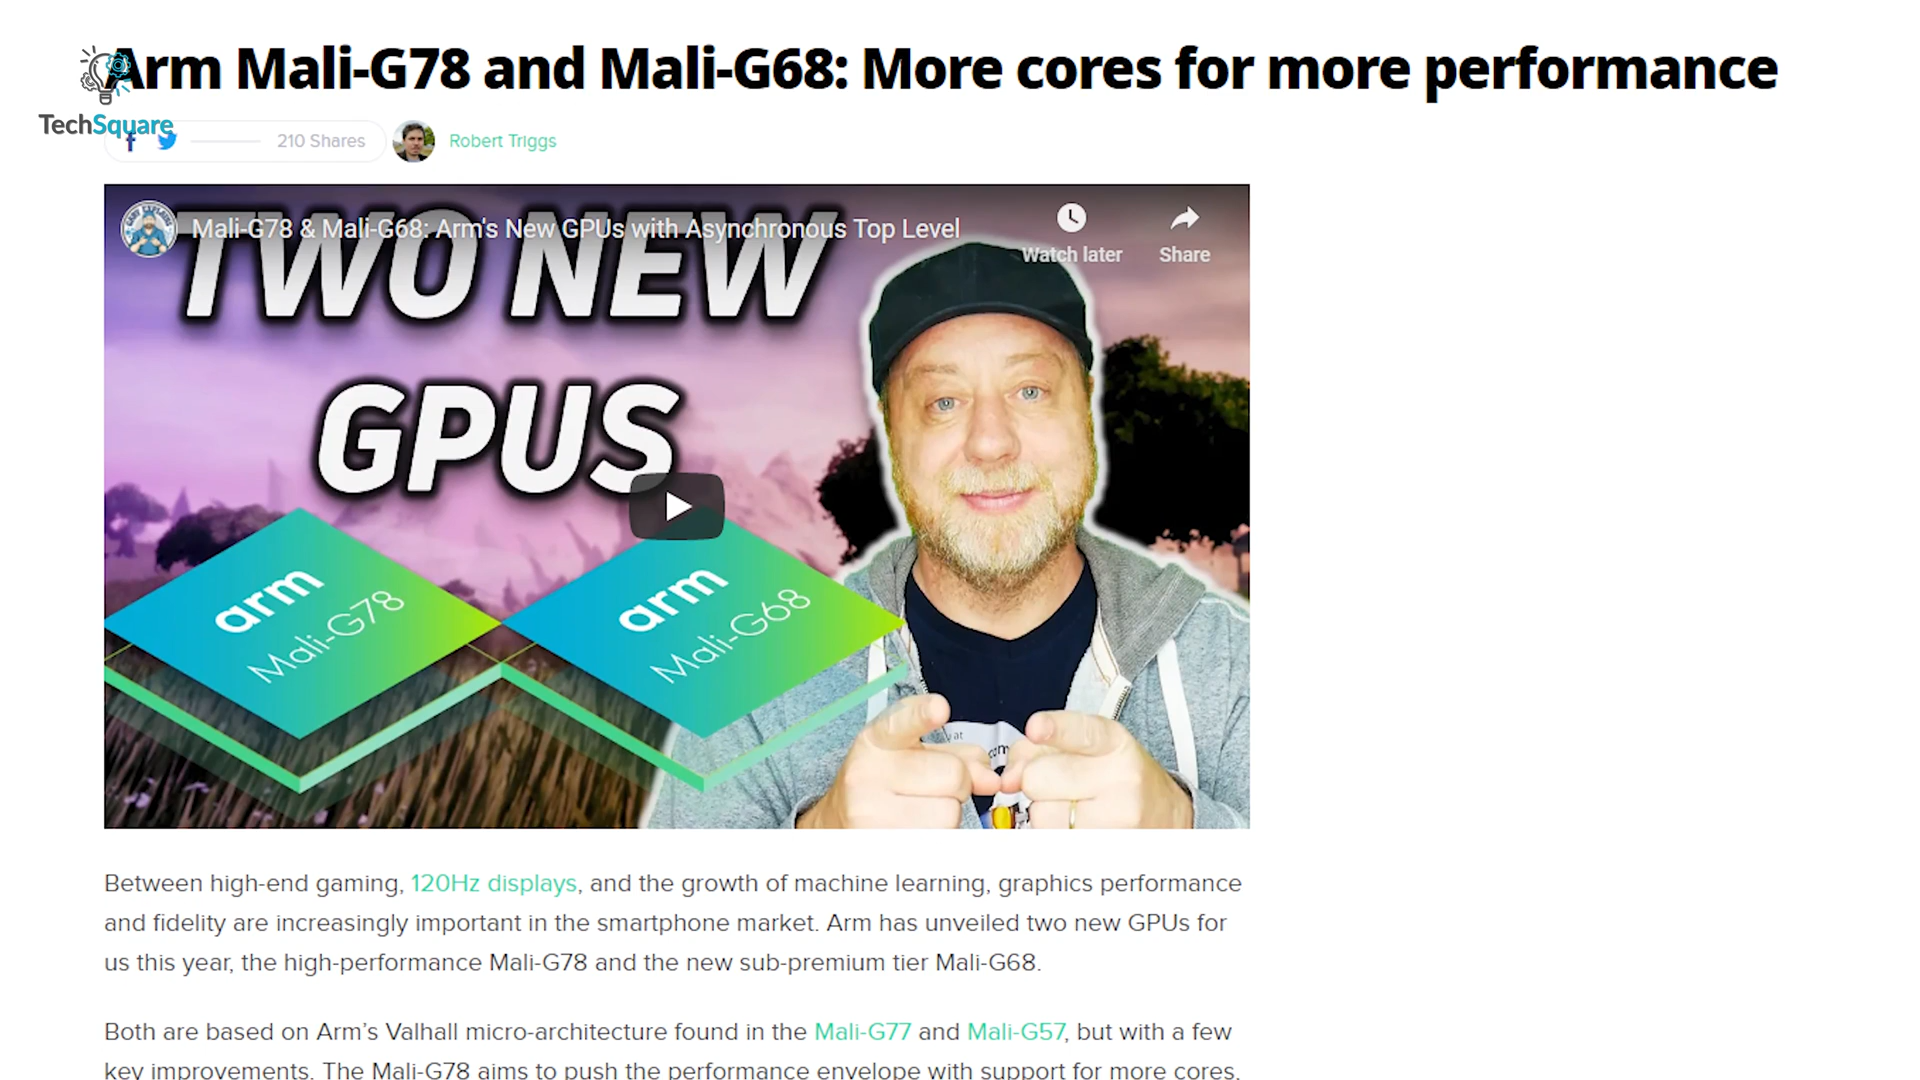 Arm Mali-G78 and Mali-G68: More cores for more performance
TechSquare
210 Shares
Robert Triggs
Mali-G78 & Mali-G68: Arm's New GPUs with Asynchronous Top Level
Watch later
Share
TWO NEW
GPUS
arm
Mali-G78
arm
Mali-G68
Between high-end gaming, 120Hz displays, and the growth of machine learning, graphics performance
and fidelity are increasingly important in the smartphone market. Arm has unveiled two new GPUs for
us this year, the high-performance Mali-G78 and the new sub-premium tier Mali-G68.
Both are based on Arm’s Valhall micro-architecture found in the Mali-G77 and Mali-G57, but with a few
key improvements. The Mali-G78 aims to push the performance envelope with support for more cores,